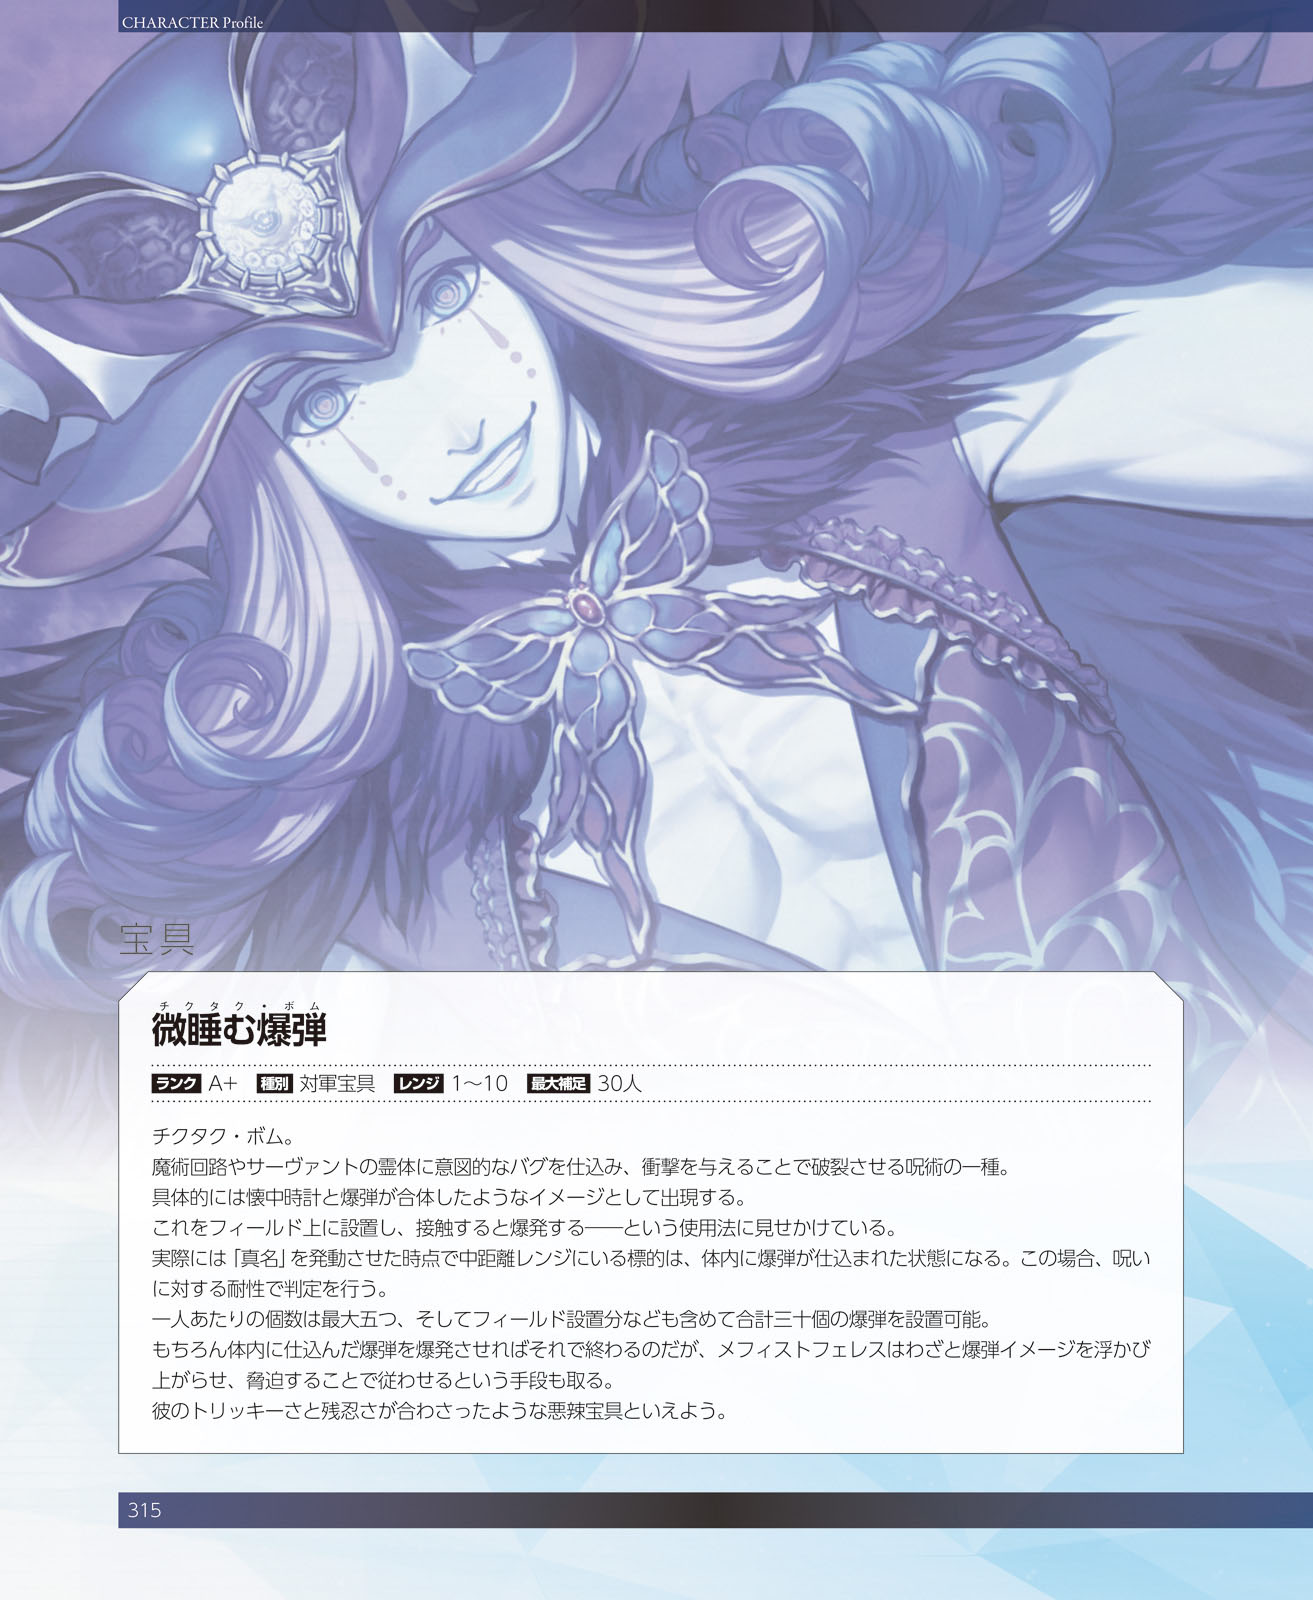 CHARACTER Profile
宝具
チクタク・ボム
微睡む爆弾
ランク A+ 種別 対軍宝具 レンジ 1〜10 最大補足 30人
チクタク・ボム。
魔術回路やサーヴァントの霊体に意図的なバグを仕込み、衝撃を与えることで破裂させる呪術の一種。
具体的には懐中時計と爆弾が合体したようなイメージとして出現する。
これをフィールド上に設置し、接触すると爆発する──という使用法に見せかけている。
実際には「真名」を発動させた時点で中距離レンジにいる標的は、体内に爆弾が仕込まれた状態になる。この場合、呪い
に対する耐性で判定を行う。
一人あたりの個数は最大五つ、そしてフィールド設置分なども含めて合計三十個の爆弾を設置可能。
もちろん体内に仕込んだ爆弾を爆発させればそれで終わるのだが、メフィストフェレスはわざと爆弾イメージを浮かび
上がらせ、脅迫することで従わせるという手段も取る。
彼のトリッキーさと残忍さが合わさったような悪辣宝具といえよう。
315